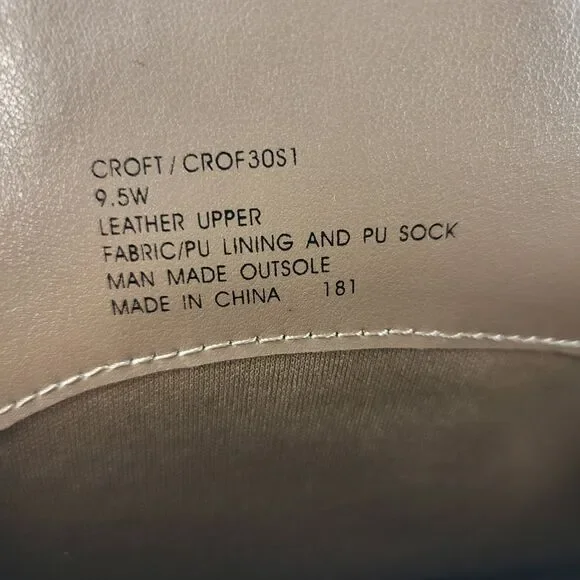 CROFT / CROF30S1
9.5W
LEATHER UPPER
FABRIC/PU LINING AND PU SOCK
MAN MADE OUTSOLE
MADE IN CHINA 181